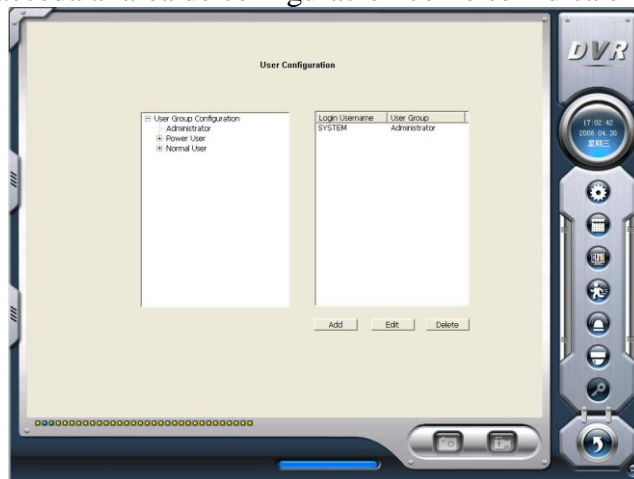 User Configuration
DVR
User Group Configuration
Administrator
Power User
Normal User
Login Username User Group
SYSTEM Administrator
17:02:42
2008.04.30
星期三
Add Edit Delete